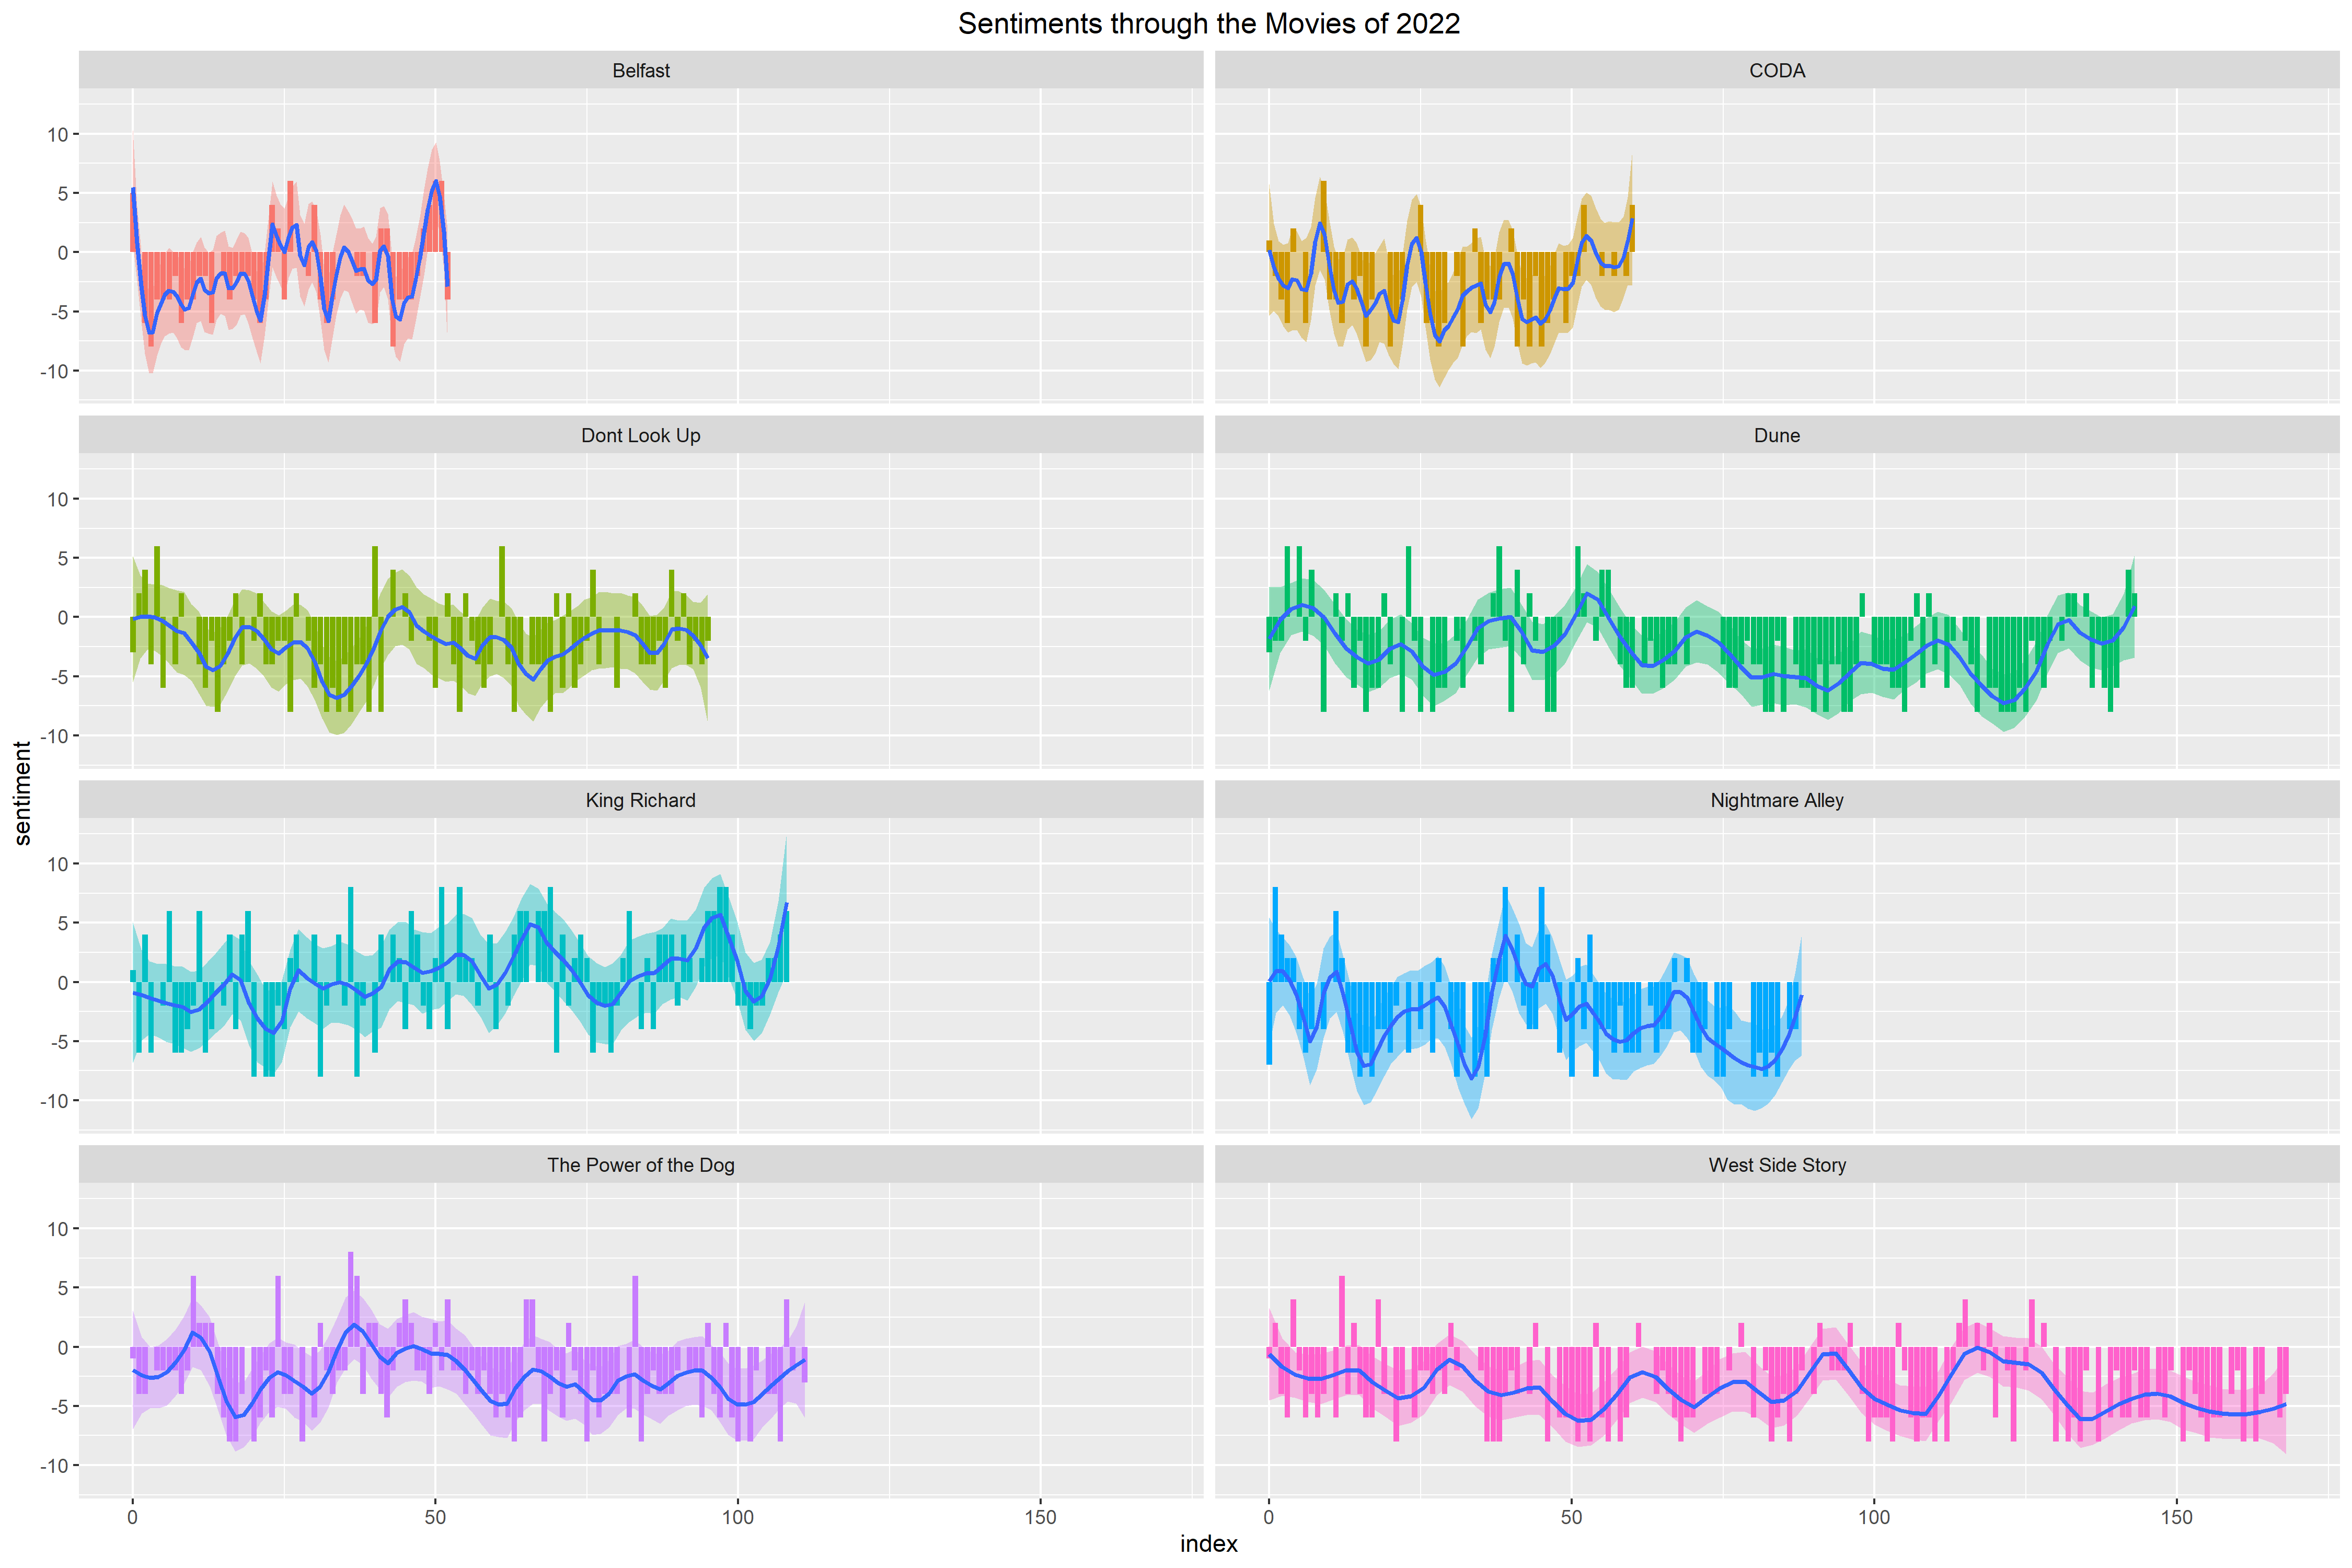 Sentiments through the Movies of 2022
Belfast
CODA
10
5
0
-5
-10
Dont Look Up
Dune
10
5
0
-5
-10
sentiment
King Richard
Nightmare Alley
10
5
0
-5
-10
The Power of the Dog
West Side Story
10
5
0
-5
-10
0 50 100 150 0 50 100 150
index